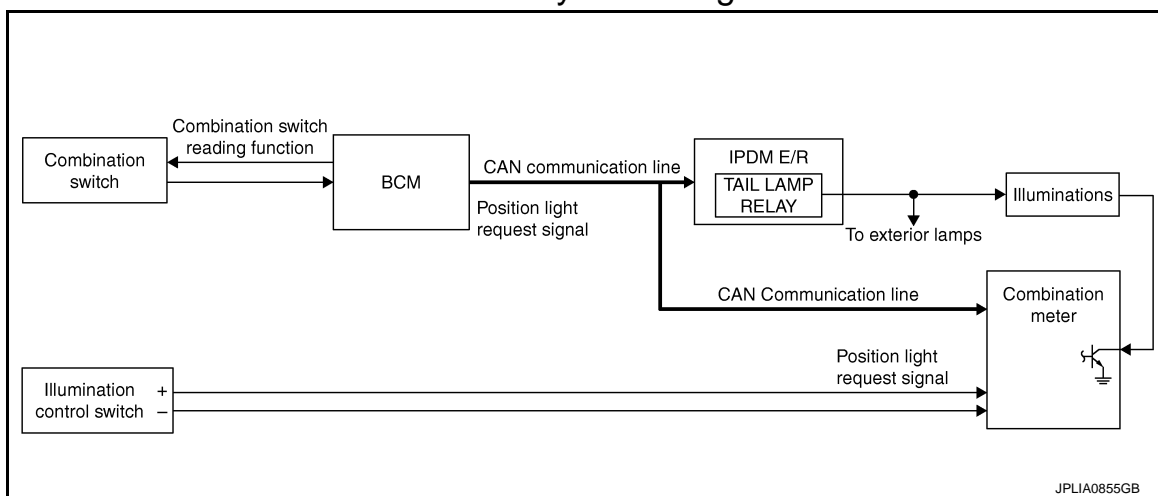 Combination switch
reading function
Combination
switch
BCM
CAN communication line
Position light
request signal
IPDM E/R
TAIL LAMP
RELAY
To exterior lamps
Illuminations
CAN Communication line
Combination
meter
Position light
request signal
Illumination +
control switch –
JPLIA0855GB